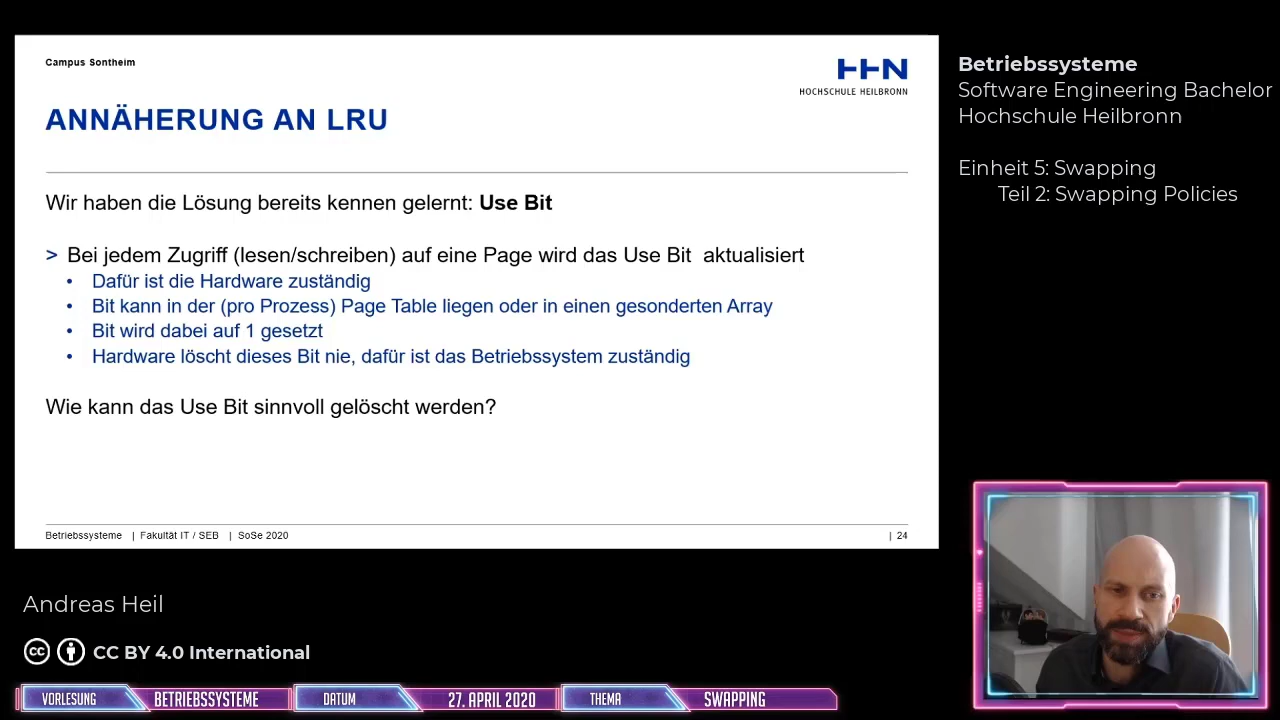 Campus Sontheim
HHN
HOCHSCHULE HEILBRONN
ANNÄHERUNG AN LRU
Wir haben die Lösung bereits kennen gelernt: Use Bit
> Bei jedem Zugriff (lesen/schreiben) auf eine Page wird das Use Bit aktualisiert
• Dafür ist die Hardware zuständig
• Bit kann in der (pro Prozess) Page Table liegen oder in einen gesonderten Array
• Bit wird dabei auf 1 gesetzt
• Hardware löscht dieses Bit nie, dafür ist das Betriebssystem zuständig
Wie kann das Use Bit sinnvoll gelöscht werden?
Betriebssysteme | Fakultät IT / SEB | SoSe 2020 | 24
Betriebssysteme
Software Engineering Bachelor
Hochschule Heilbronn
Einheit 5: Swapping
Teil 2: Swapping Policies
Andreas Heil
cc CC BY 4.0 International
VORLESUNG BETRIEBSSYSTEME DATUM 27. APRIL 2020 THEMA SWAPPING